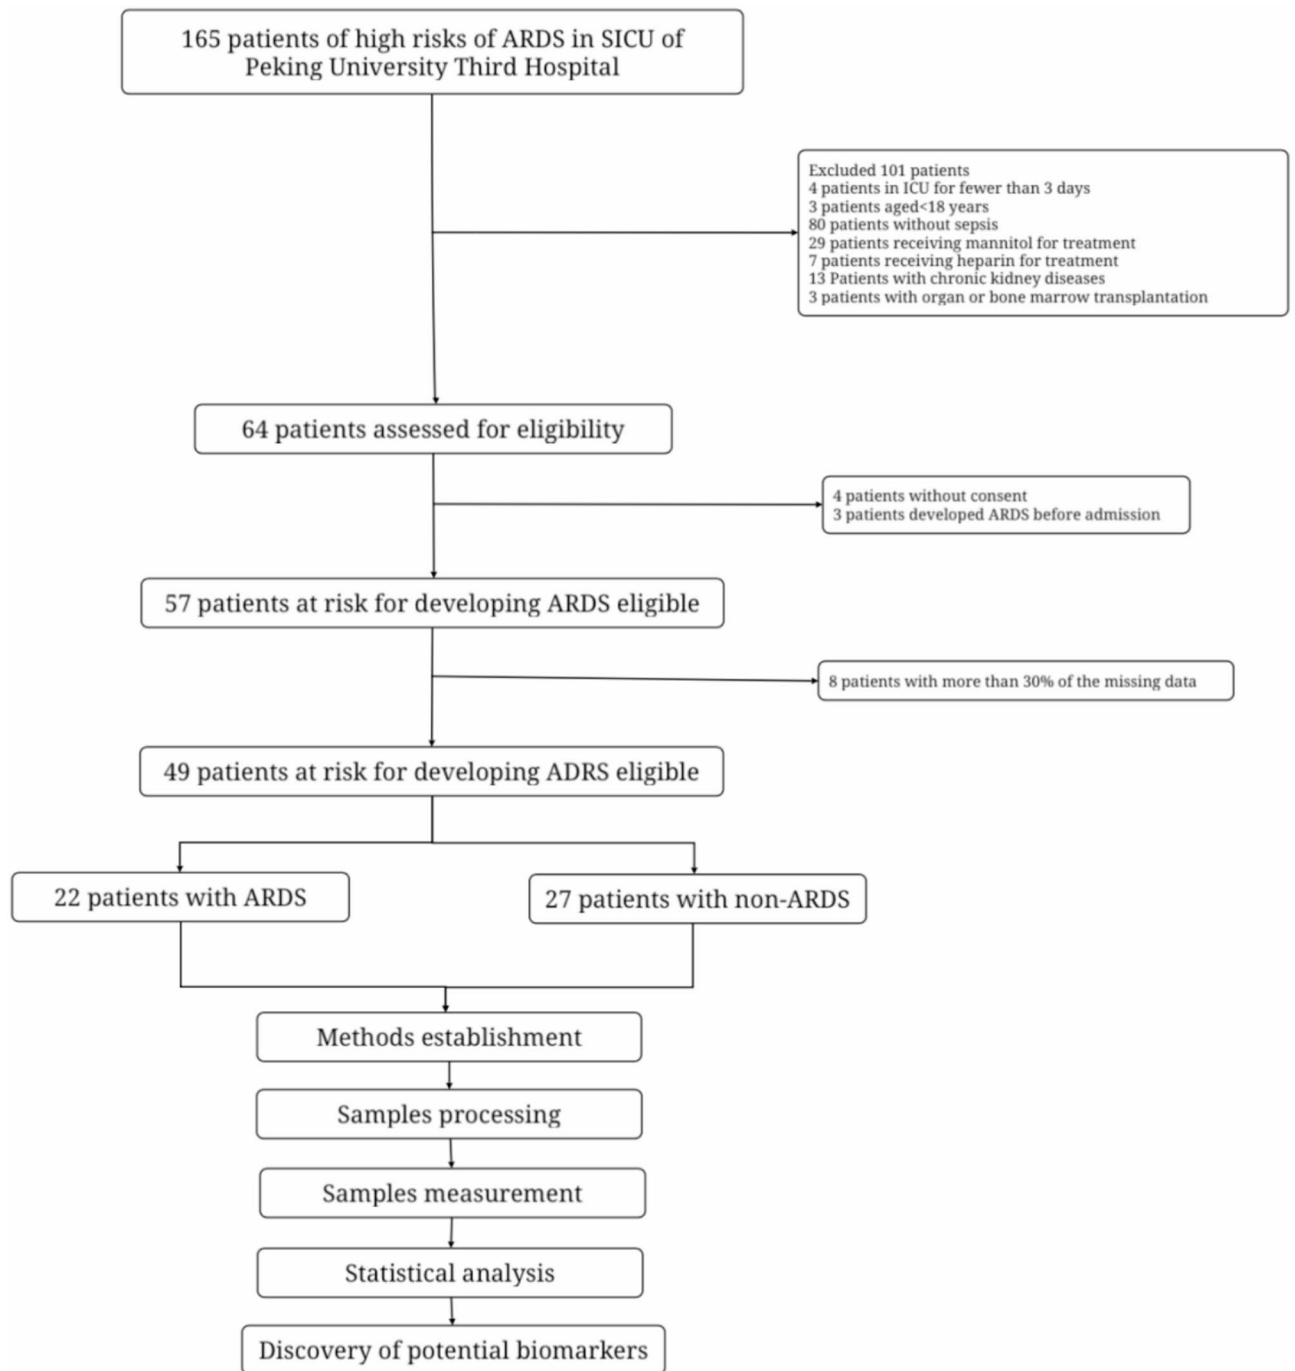 165 patients of high risks of ARDS in SICU of
Peking University Third Hospital
Excluded 101 patients
4 patients in ICU for fewer than 3 days
3 patients aged<18 years
80 patients without sepsis
29 patients receiving mannitol for treatment
7 patients receiving heparin for treatment
13 Patients with chronic kidney diseases
3 patients with organ or bone marrow transplantation
64 patients assessed for eligibility
4 patients without consent
3 patients developed ARDS before admission
57 patients at risk for developing ARDS eligible
8 patients with more than 30% of the missing data
49 patients at risk for developing ADRS eligible
22 patients with ARDS
27 patients with non-ARDS
Methods establishment
Samples processing
Samples measurement
Statistical analysis
Discovery of potential biomarkers